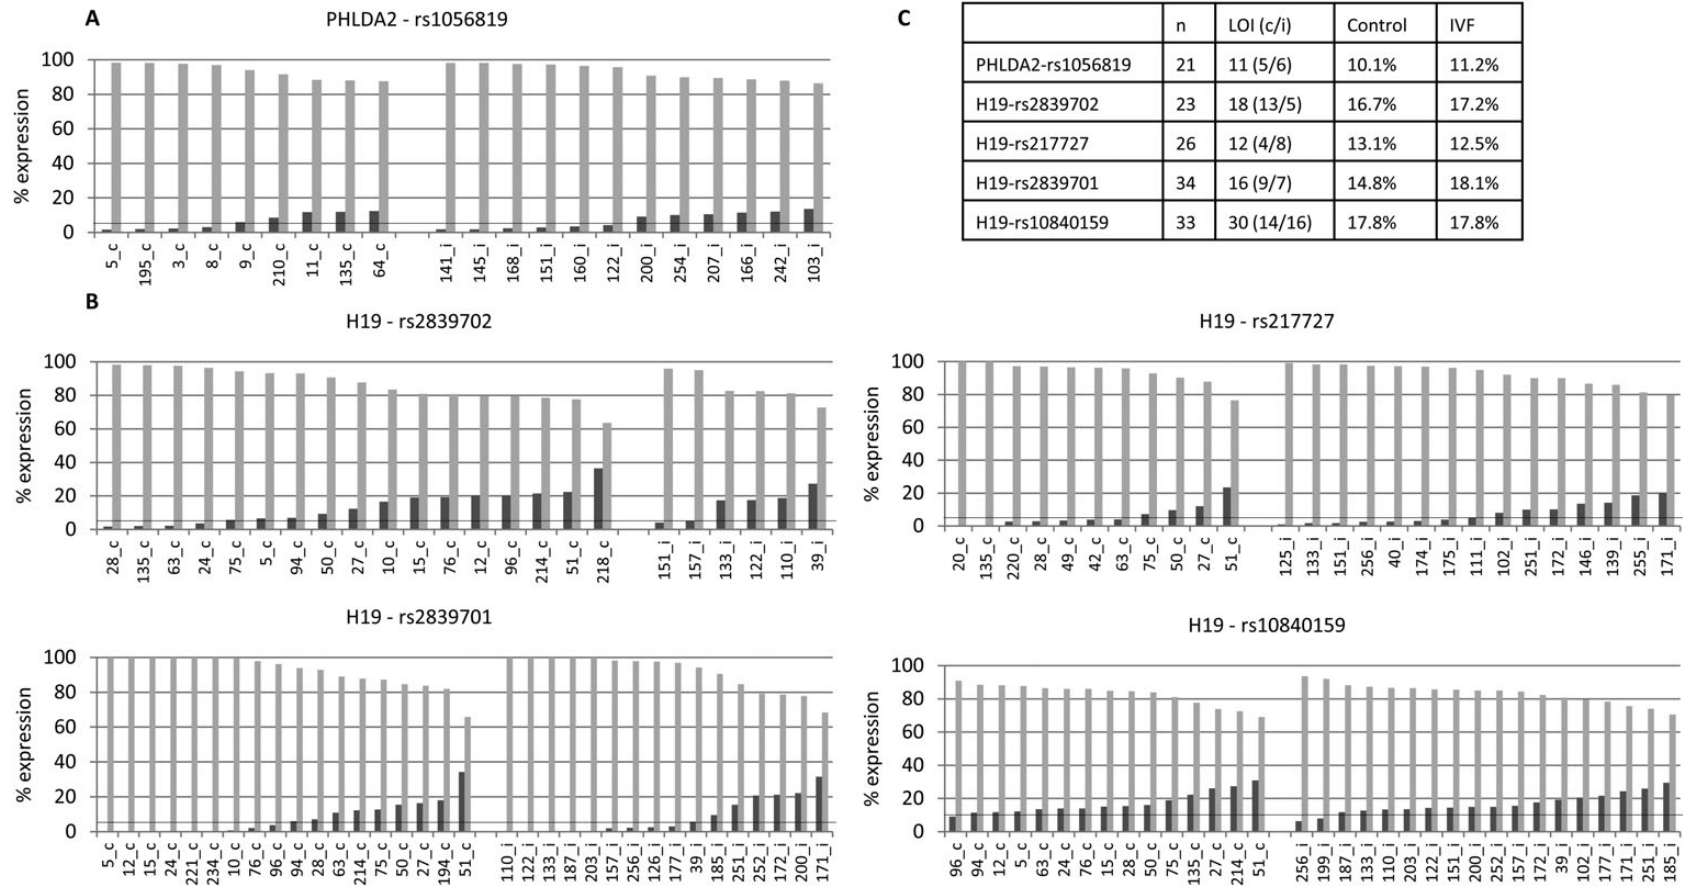 A
PHLDA2 - rs1056819
% expression
100
80
60
40
20
0
5_c 195_c 3_c 8_c 9_c 210_c 11_c 135_c 64_c 141_i 145_i 168_i 151_i 160_i 122_i 200_i 254_i 207_i 166_i 242_i 103_i
C
n LOI (c/i) Control IVF
PHLDA2-rs1056819 21 11 (5/6) 10.1% 11.2%
H19-rs2839702 23 18 (13/5) 16.7% 17.2%
H19-rs217727 26 12 (4/8) 13.1% 12.5%
H19-rs2839701 34 16 (9/7) 14.8% 18.1%
H19-rs10840159 33 30 (14/16) 17.8% 17.8%
B
H19 - rs2839702
% expression
100
80
60
40
20
0
28_c 135_c 63_c 24_c 75_c 5_c 94_c 50_c 27_c 10_c 15_c 76_c 12_c 96_c 214_c 51_c 218_c 151_i 157_i 133_i 122_i 110_i 39_i
H19 - rs217727
% expression
100
80
60
40
20
0
20_c 135_c 220_c 28_c 49_c 42_c 63_c 75_c 50_c 27_c 51_c 125_i 133_i 151_i 256_i 40_i 174_i 175_i 111_i 102_i 251_i 172_i 146_i 139_i 255_i 171_i
H19 - rs2839701
% expression
100
80
60
40
20
0
5_c 12_c 15_c 24_c 221_c 234_c 10_c 76_c 96_c 94_c 28_c 63_c 214_c 75_c 50_c 27_c 194_c 51_c 110_i 122_i 133_i 187_i 203_i 157_i 256_i 126_i 177_i 39_i 185_i 251_i 252_i 172_i 200_i 171_i
H19 - rs10840159
% expression
100
80
60
40
20
0
96_c 94_c 12_c 5_c 63_c 24_c 76_c 15_c 28_c 50_c 75_c 135_c 27_c 214_c 51_c 256_i 199_i 187_i 133_i 110_i 203_i 122_i 151_i 200_i 252_i 157_i 172_i 39_i 102_i 177_i 171_i 251_i 185_i